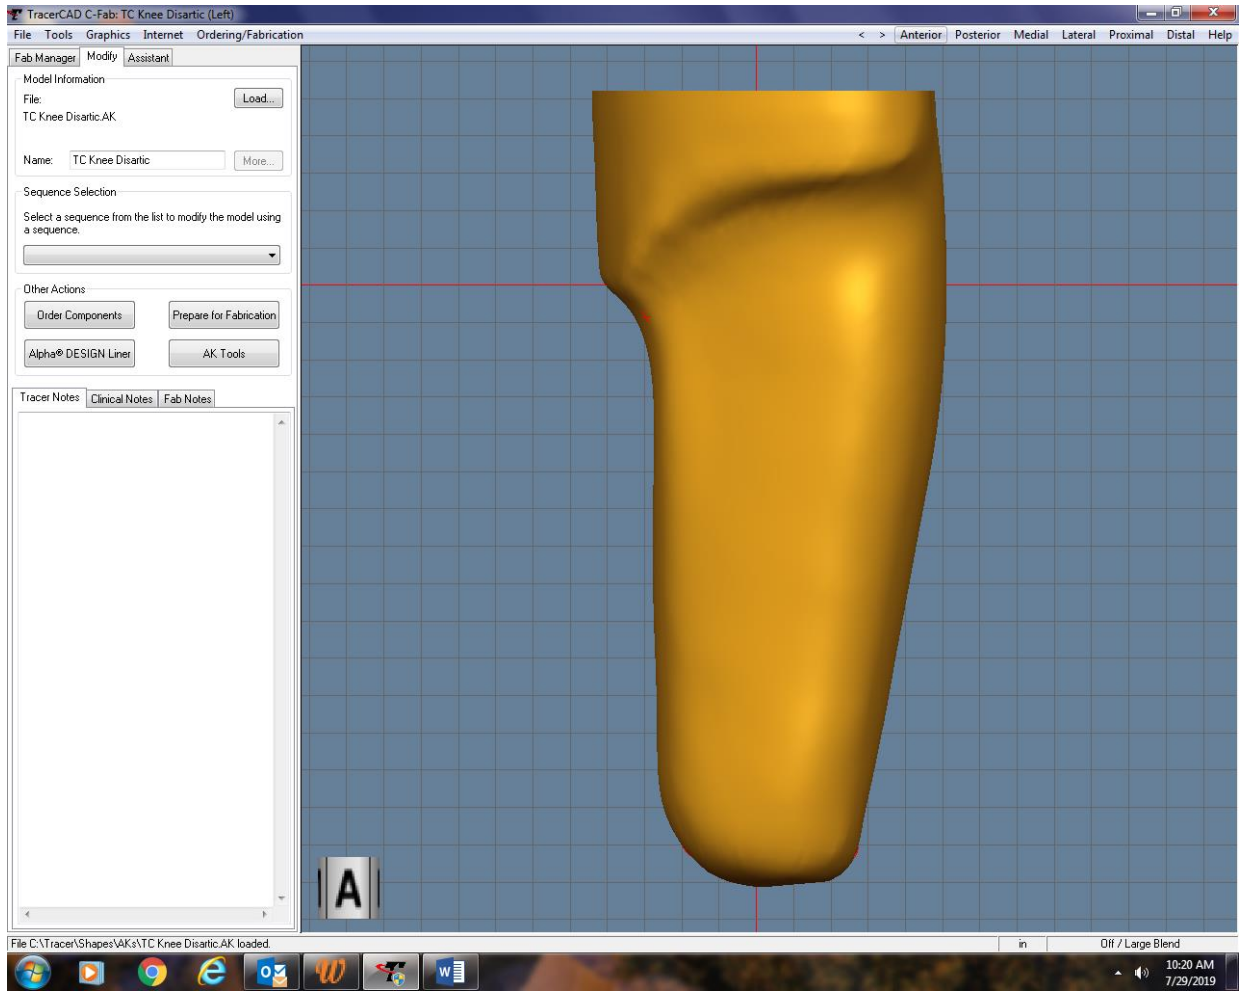 TracerCAD C-Fab: TC Knee Disartic (Left)
File Tools Graphics Internet Ordering/Fabrication < > Anterior Posterior Medial Lateral Proximal Distal Help
Fab Manager Modify Assistant
Model Information
File: Load...
TC Knee Disartic.AK
Name: TC Knee Disartic More...
Sequence Selection
Select a sequence from the list to modify the model using
a sequence.
Other Actions
Order Components Prepare for Fabrication
Alpha® DESIGN Liner AK Tools
Tracer Notes Clinical Notes Fab Notes
A
File C:\Tracer\Shapes\AKs\TC Knee Disartic.AK loaded. in Off / Large Blend
10:20 AM
7/29/2019